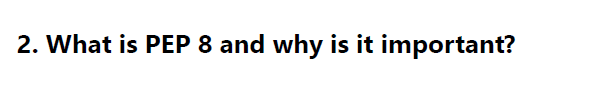 2. What is PEP 8 and why is it important?